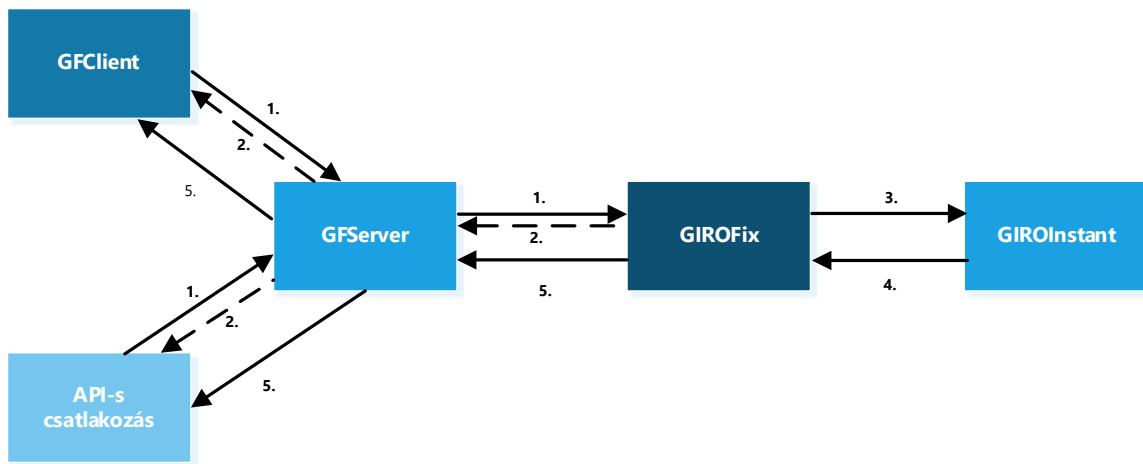 GFClient
1.
2.
5.
GFServer
1.
2.
5.
GIROFix
3.
4.
GIROInstant
1.
2.
5.
API-s
csatlakozás